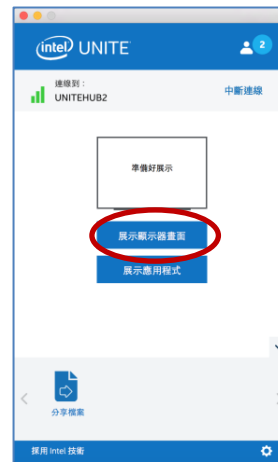 intel UNITE
2
連線到：
UNITEHUB2
中斷連線
準備好展示
展示顯示器畫面
展示應用程式
分享檔案
採用 Intel 技術